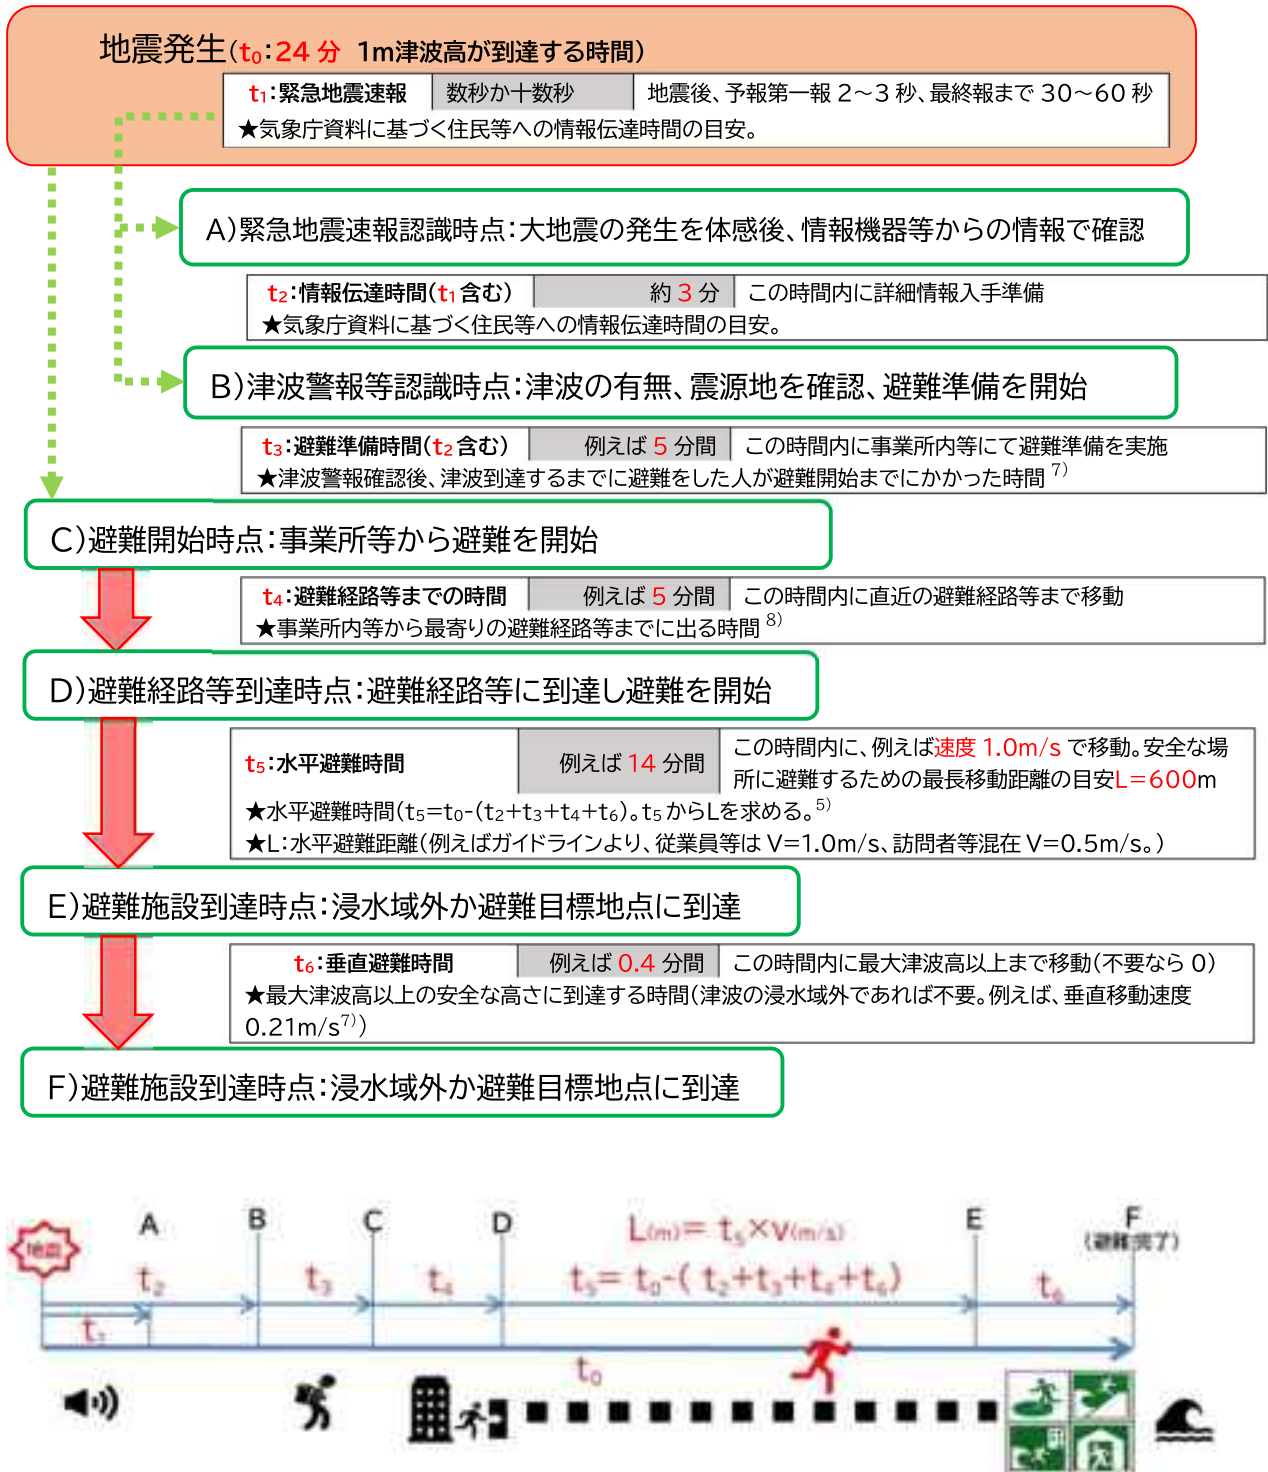 地震発生(t₀:24 分 1m津波高が到達する時間)
t₁:緊急地震速報 数秒か十数秒 地震後、予報第一報 2～3 秒、最終報まで 30～60 秒
★気象庁資料に基づく住民等への情報伝達時間の目安。
A)緊急地震速報認識時点:大地震の発生を体感後、情報機器等からの情報で確認
t₂:情報伝達時間(t₁ 含む) 約 3 分 この時間内に詳細情報入手準備
★気象庁資料に基づく住民等への情報伝達時間の目安。
B)津波警報等認識時点:津波の有無、震源地を確認、避難準備を開始
t₃:避難準備時間(t₂ 含む) 例えば 5 分間 この時間内に事業所内等にて避難準備を実施
★津波警報確認後、津波到達するまでに避難をした人が避難開始までにかかった時間 7)
C)避難開始時点:事業所等から避難を開始
t₄:避難経路等までの時間 例えば 5 分間 この時間内に直近の避難経路等まで移動
★事業所内等から最寄りの避難経路等までに出る時間 8)
D)避難経路等到達時点:避難経路等に到達し避難を開始
t₅:水平避難時間 例えば 14 分間 この時間内に、例えば速度 1.0m/s で移動。安全な場
所に避難するための最長移動距離の目安L=600m
★水平避難時間(t₅=t₀-(t₂+t₃+t₄+t₆)。t₅ からLを求める。5)
★L:水平避難距離(例えばガイドラインより、従業員等は V=1.0m/s、訪問者等混在 V=0.5m/s。)
E)避難施設到達時点:浸水域外か避難目標地点に到達
t₆:垂直避難時間 例えば 0.4 分間 この時間内に最大津波高以上まで移動(不要なら 0)
★最大津波高以上の安全な高さに到達する時間(津波の浸水域外であれば不要。例えば、垂直移動速度
0.21m/s7))
F)避難施設到達時点:浸水域外か避難目標地点に到達
A B C D L(m)= t₅×v(m/s) E F
地震 (避難完了)
t₂ t₃ t₄ t₅= t₀-( t₂+t₃+t₄+t₆) t₆
t₁
t₀